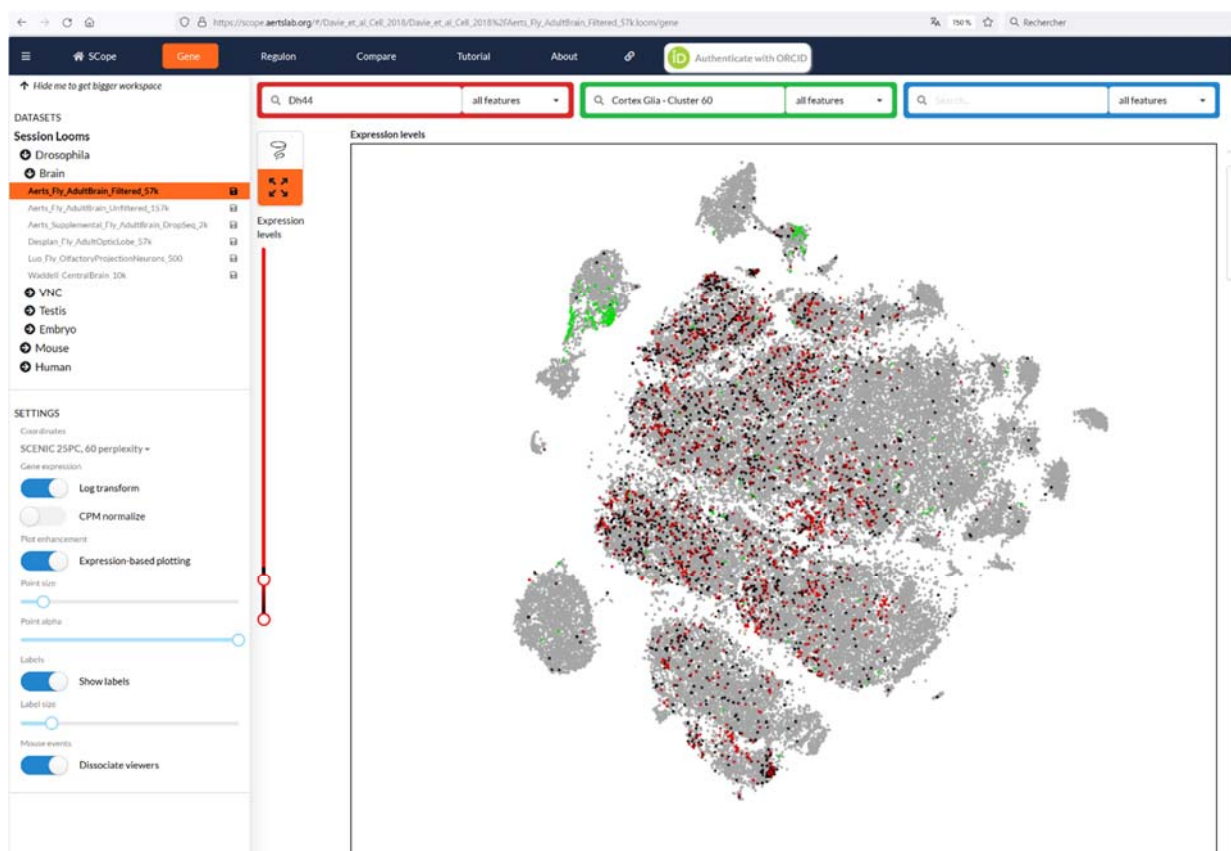 https://scope.aertslab.org/#/Davie_et_al_Cell_2018/Davie_et_al_Cell_2018%2FAerts_Fly_AdultBrain_Filtered_57k.loom/gene
150%
Rechercher
SCope
Gene
Regulon
Compare
Tutorial
About
iD
Authenticate with ORCID
Hide me to get bigger workspace
DATASETS
Session Looms
Drosophila
Brain
Aerts_Fly_AdultBrain_Filtered_57k
Aerts_Fly_AdultBrain_Unfiltered_157k
Aerts_Supplemental_Fly_AdultBrain_DropSeq_2k
Desplan_Fly_AdultOpticLobe_57k
Luo_Fly_OlfactoryProjectionNeurons_500
Waddell_CentralBrain_10k
VNC
Testis
Embryo
Mouse
Human
SETTINGS
Coordinates
SCENIC 25PC, 60 perplexity
Gene expression
Log transform
CPM normalize
Plot enhancement
Expression-based plotting
Point size
Point alpha
Labels
Show labels
Label size
Mouse events
Dissociate viewers
Dh44
all features
Cortex Glia - Cluster 60
all features
Search...
all features
Expression levels
Expression
levels